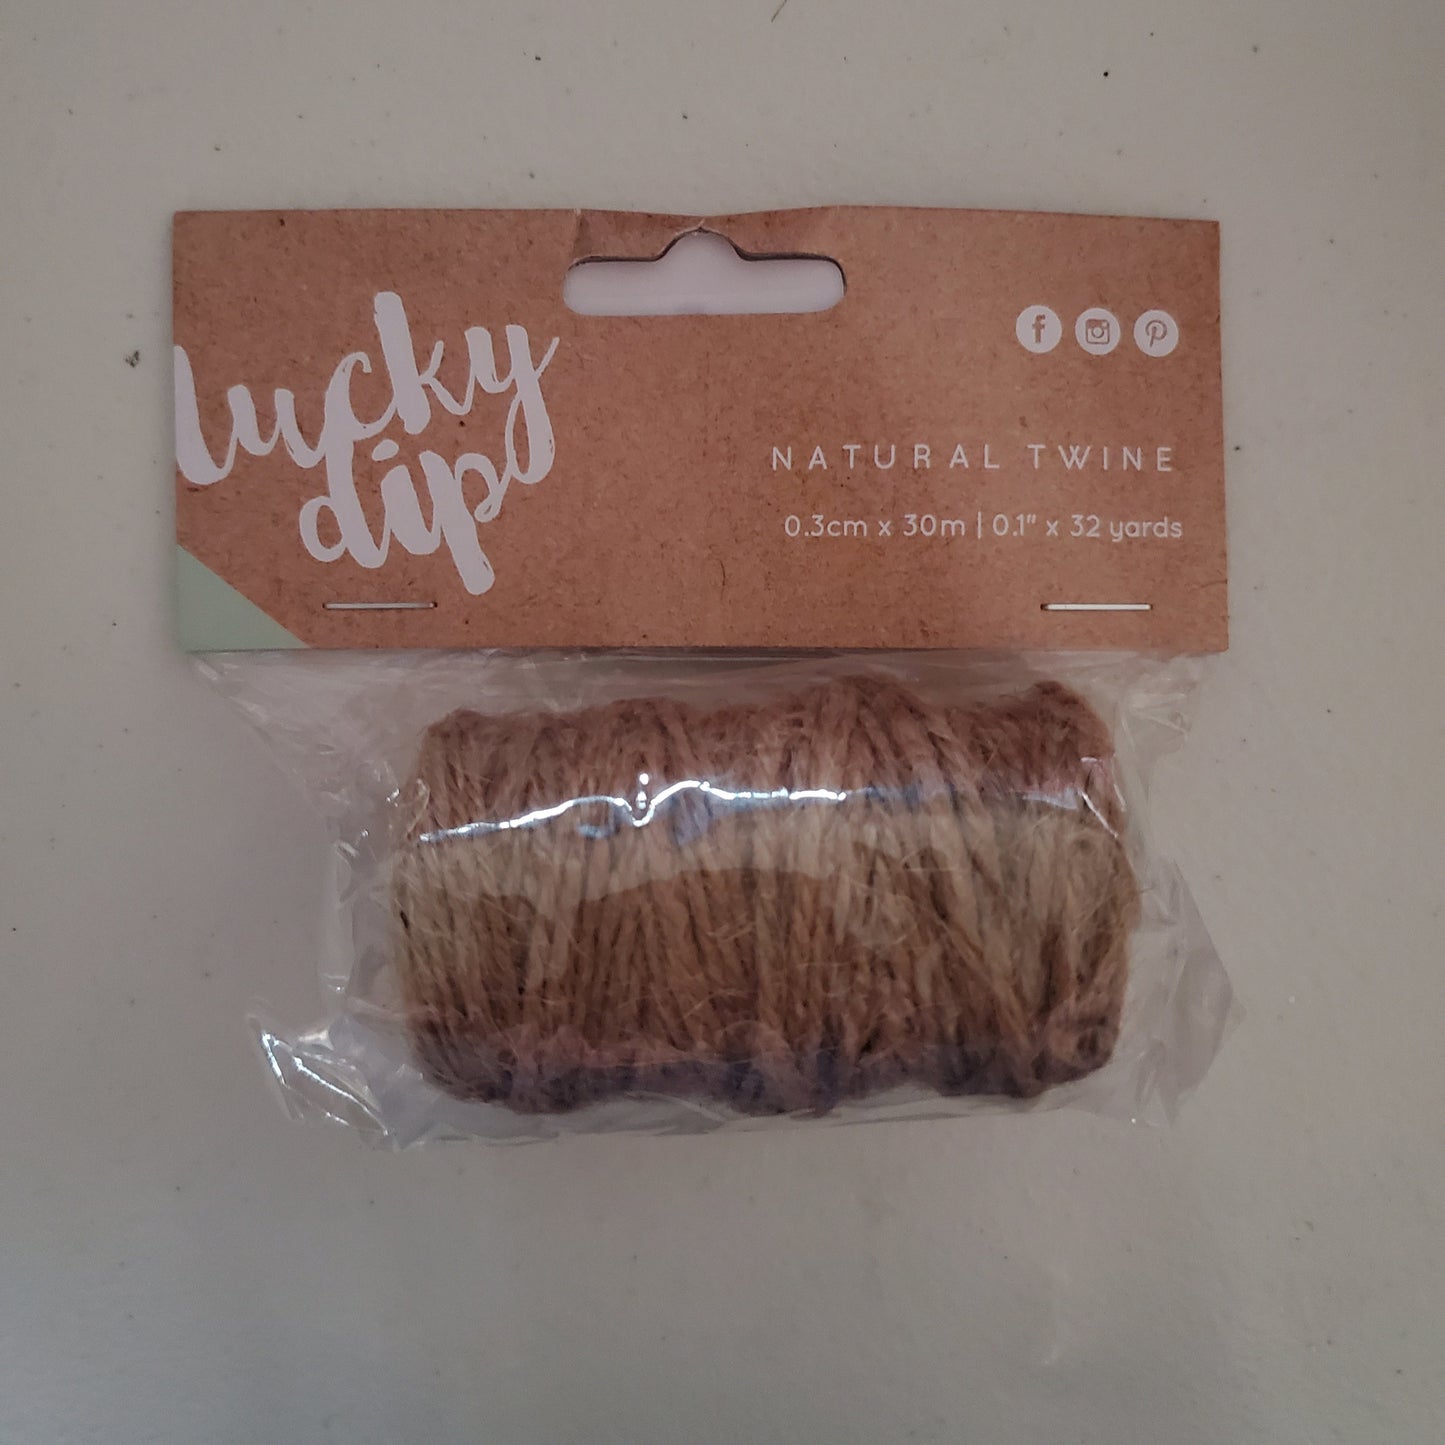 lucky
dip
NATURAL TWINE
0.3cm x 30m | 0.1" x 32 yards